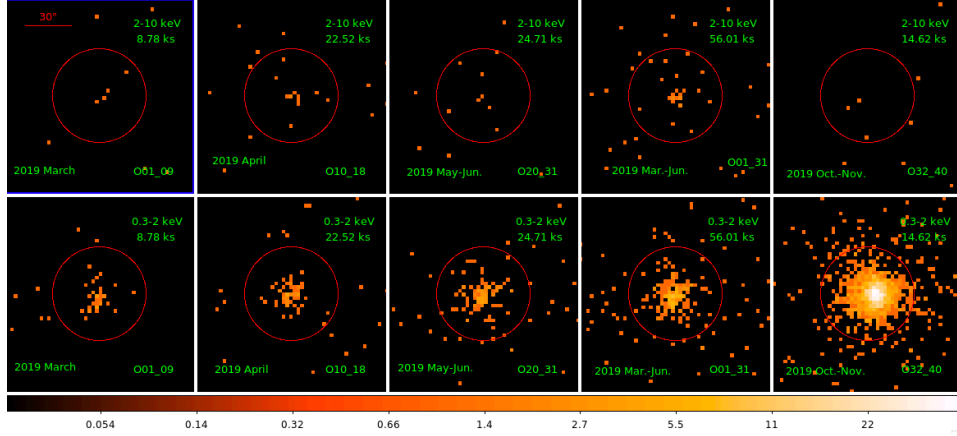 30"
2-10 keV
8.78 ks
2019 March
O01_09
2-10 keV
22.52 ks
2019 April
O10_18
2-10 keV
24.71 ks
2019 May-Jun.
O20_31
2-10 keV
56.01 ks
2019 Mar.-Jun.
O01_31
2-10 keV
14.62 ks
2019 Oct.-Nov.
O32_40
0.3-2 keV
8.78 ks
2019 March
O01_09
0.3-2 keV
22.52 ks
2019 April
O10_18
0.3-2 keV
24.71 ks
2019 May-Jun.
O20_31
0.3-2 keV
56.01 ks
2019 Mar.-Jun.
O01_31
0.3-2 keV
14.62 ks
2019 Oct.-Nov.
O32_40
0.054 0.14 0.32 0.66 1.4 2.7 5.5 11 22